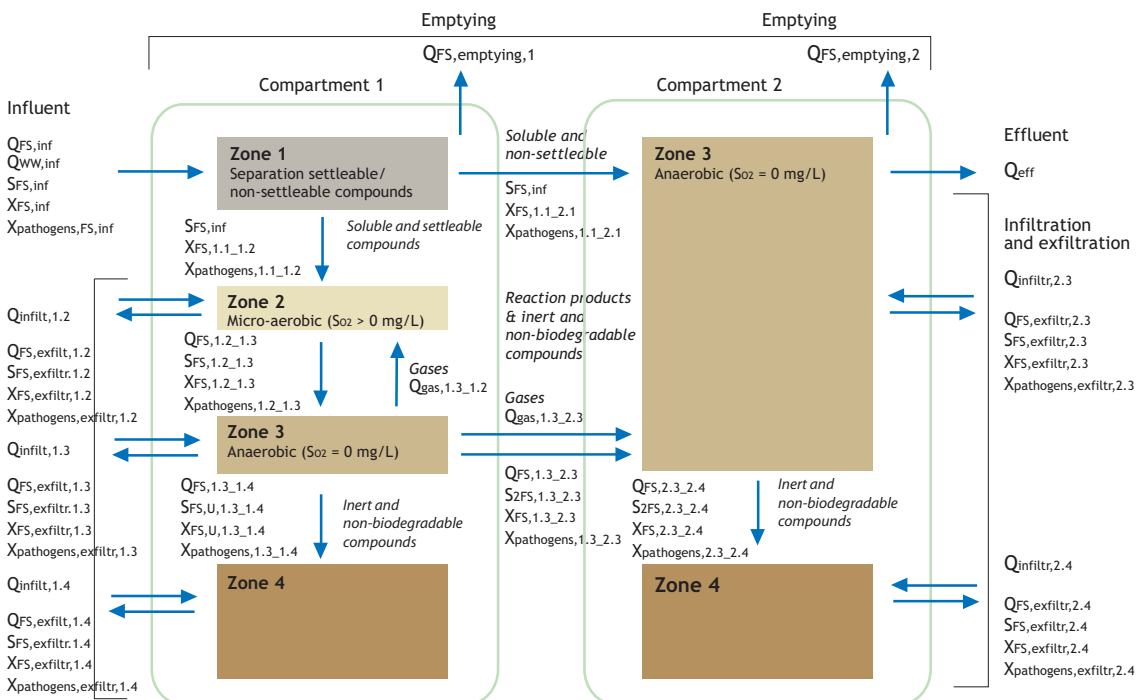 Emptying
Emptying
QFS,emptying,1
QFS,emptying,2
Compartment 1
Compartment 2
Influent
QFS,inf
QWW,inf
SFS,inf
XFS,inf
Xpathogens,FS,inf
Zone 1
Separation settleable/
non-settleable compounds
Soluble and
non-settleable
SFS,inf
XFS,1.1_2.1
Xpathogens,1.1_2.1
Zone 3
Anaerobic (SO2 = 0 mg/L)
Effluent
Qeff
SFS,inf
XFS,1.1_1.2
Xpathogens,1.1_1.2
Soluble and settleable
compounds
Infiltration
and exfiltration
Qinfiltr,2.3
QFS,exfiltr,2.3
SFS,exfiltr,2.3
XFS,exfiltr,2.3
Xpathogens,exfiltr,2.3
Zone 2
Micro-aerobic (SO2 > 0 mg/L)
Reaction products
& inert and
non-biodegradable
compounds
Qinfilt,1.2
QFS,exfilt,1.2
SFS,exfiltr.1.2
XFS,exfiltr,1.2
Xpathogens,exfiltr,1.2
QFS,1.2_1.3
SFS,1.2_1.3
XFS,1.2_1.3
Xpathogens,1.2_1.3
Gases
Qgas,1.3_1.2
Gases
Qgas,1.3_2.3
Zone 3
Anaerobic (SO2 = 0 mg/L)
Qinfilt,1.3
QFS,exfilt,1.3
SFS,exfiltr.1.3
XFS,exfiltr,1.3
Xpathogens,exfiltr,1.3
QFS,1.3_1.4
SFS,U,1.3_1.4
XFS,U,1.3_1.4
Xpathogens,1.3_1.4
Inert and
non-biodegradable
compounds
QFS,1.3_2.3
S2FS,1.3_2.3
XFS,1.3_2.3
Xpathogens,1.3_2.3
QFS,2.3_2.4
S2FS,2.3_2.4
XFS,2.3_2.4
Xpathogens,2.3_2.4
Inert and
non-biodegradable
compounds
Qinfilt,1.4
QFS,exfilt,1.4
SFS,exfiltr.1.4
XFS,exfiltr,1.4
Xpathogens,exfiltr,1.4
Zone 4
Zone 4
Qinfiltr,2.4
QFS,exfiltr,2.4
SFS,exfiltr,2.4
XFS,exfiltr,2.4
Xpathogens,exfiltr,2.4